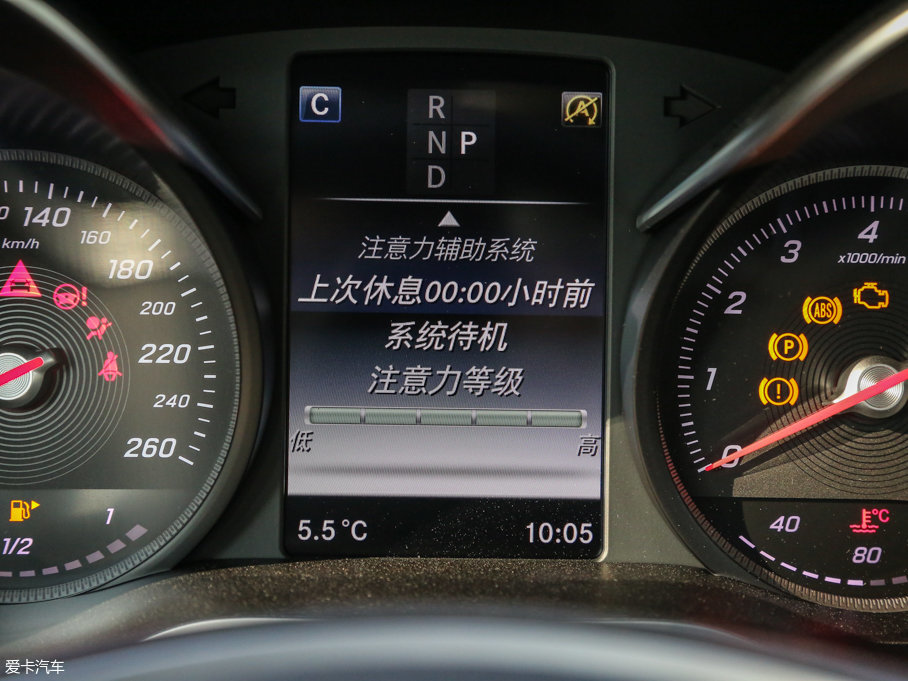 C
R
N P
D
A
注意力辅助系统
上次休息00:00小时前
系统待机
注意力等级
低 高
5.5°C 10:05
140
160
km/h
180
200
220
240
260
1
1/2
4
3
x1000/min
2
1
0
ABS
P
!
!
°C
40
80
爱卡汽车